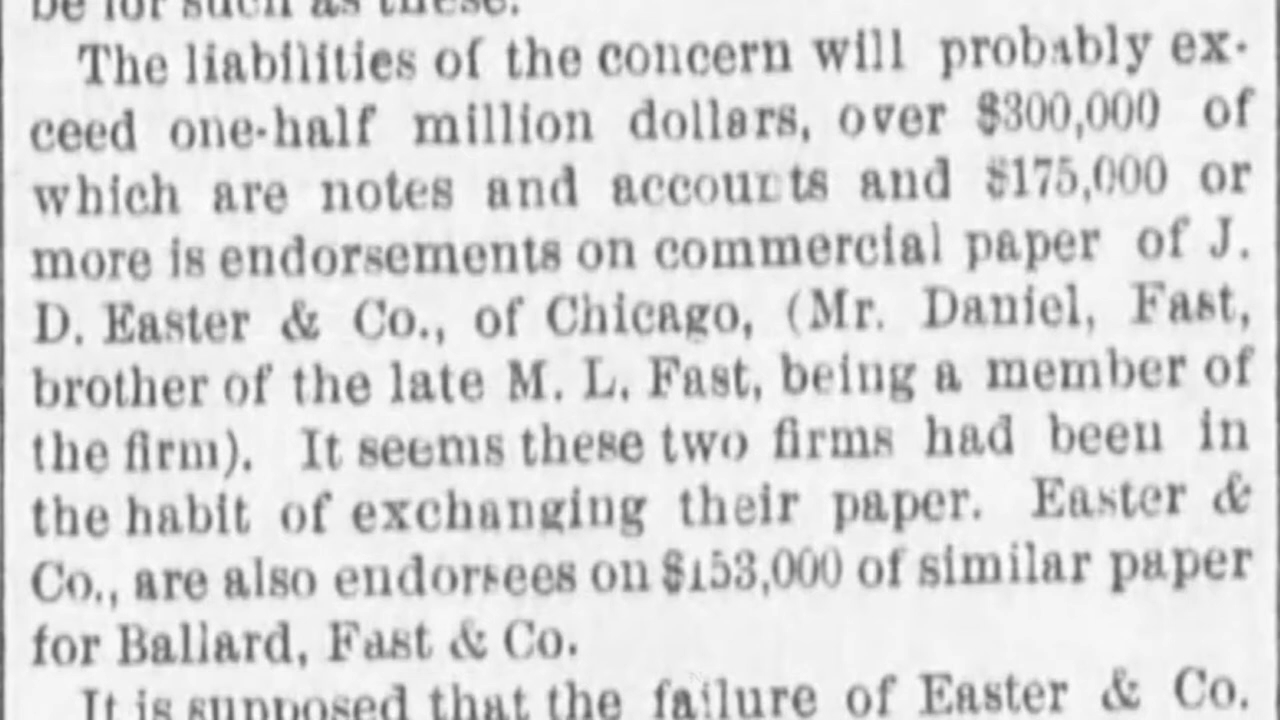 be for such as these.
The liabilities of the concern will probably ex-
ceed one-half million dollars, over $300,000 of
which are notes and accounts and $175,000 or
more is endorsements on commercial paper of J.
D. Easter & Co., of Chicago, (Mr. Daniel, Fast,
brother of the late M. L. Fast, being a member of
the firm). It seems these two firms had been in
the habit of exchanging their paper. Easter &
Co., are also endorsees on $153,000 of similar paper
for Ballard, Fast & Co.
It is supposed that the failure of Easter & Co.